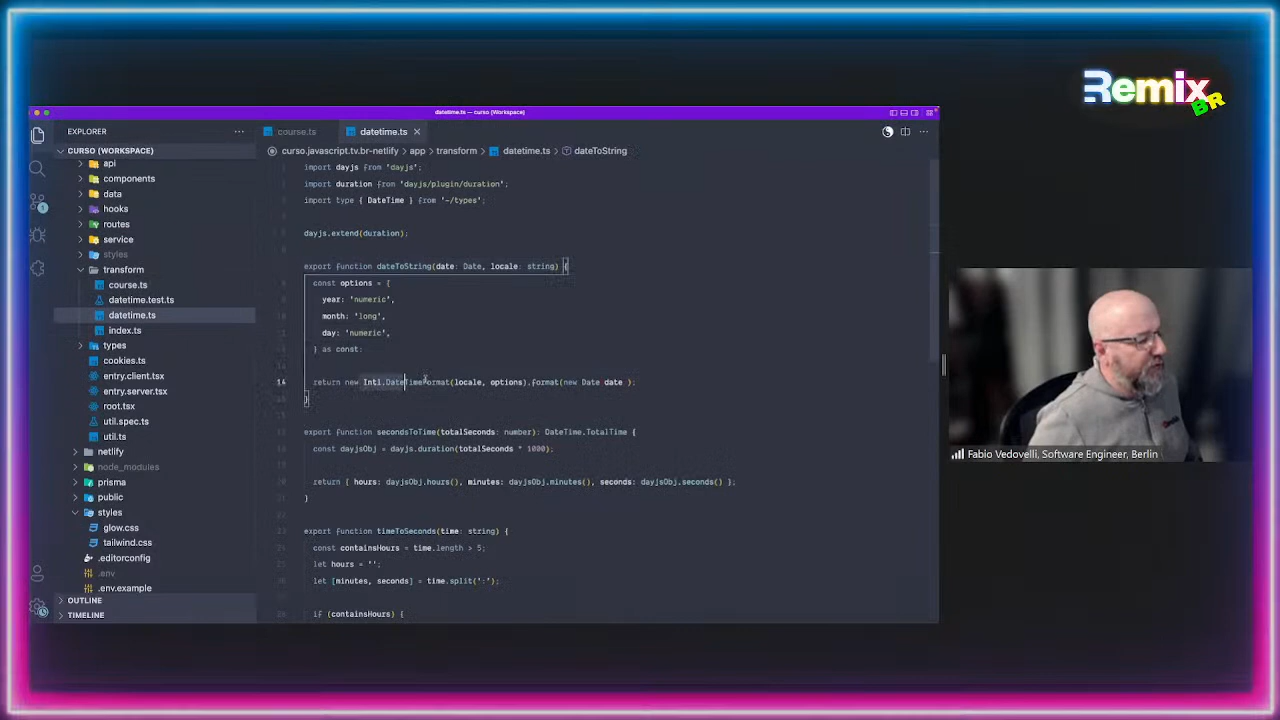 Remix
BR
datetime.ts — curso (Workspace)
EXPLORER
course.ts
datetime.ts
CURSO (WORKSPACE)
curso.javascript.tv.br-netlify > app > transform > datetime.ts > dateToString
api
components
data
hooks
routes
service
styles
transform
course.ts
datetime.test.ts
datetime.ts
index.ts
types
cookies.ts
entry.client.tsx
entry.server.tsx
root.tsx
util.spec.ts
util.ts
netlify
node_modules
prisma
public
styles
glow.css
tailwind.css
.editorconfig
.env
.env.example
OUTLINE
TIMELINE
import dayjs from 'dayjs';
import duration from 'dayjs/plugin/duration';
import type { DateTime } from '~/types';
dayjs.extend(duration);
export function dateToString(date: Date, locale: string) {
const options = {
year: 'numeric',
month: 'long',
day: 'numeric',
} as const;
14 return new Intl.DateTimeFormat(locale, options).format(new Date date );
}
export function secondsToTime(totalSeconds: number): DateTime.TotalTime {
const dayjsObj = dayjs.duration(totalSeconds * 1000);
return { hours: dayjsObj.hours(), minutes: dayjsObj.minutes(), seconds: dayjsObj.seconds() };
}
export function timeToSeconds(time: string) {
const containsHours = time.length > 5;
let hours = '';
let [minutes, seconds] = time.split(':');
if (containsHours) {
Fabio Vedovelli, Software Engineer, Berlin